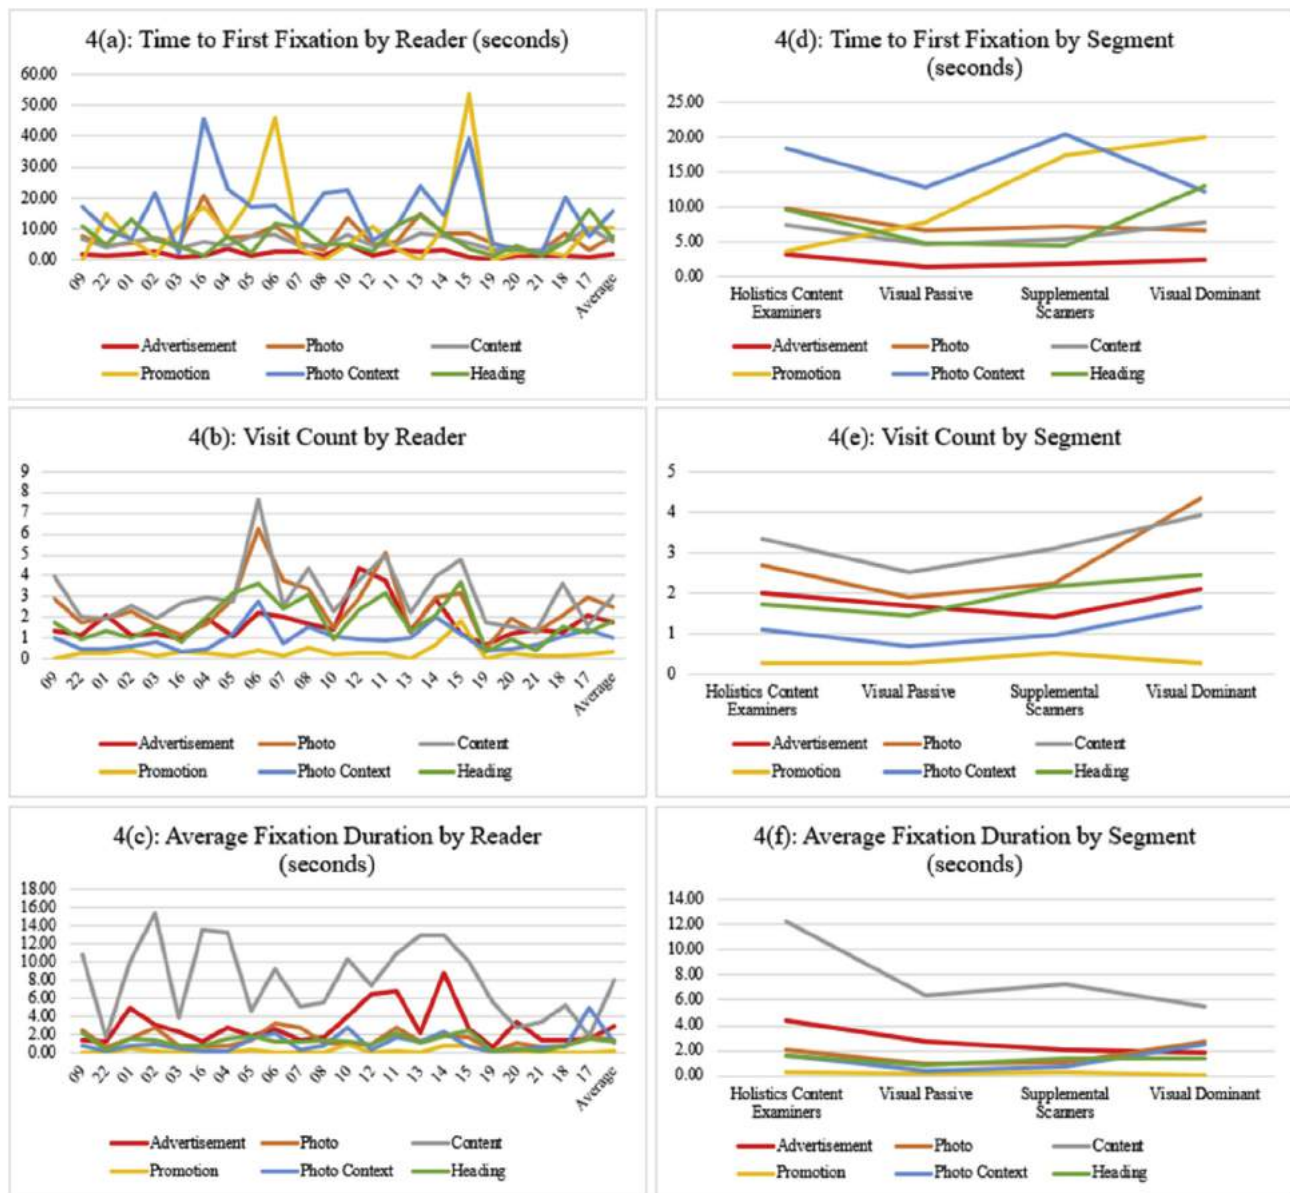 4(a): Time to First Fixation by Reader (seconds)
60.00
50.00
40.00
30.00
20.00
10.00
0.00
09 22 01 02 03 16 04 05 06 07 08 10 12 11 13 14 15 19 20 21 18 17 Average
Advertisement Photo Content
Promotion Photo Context Heading
4(d): Time to First Fixation by Segment
(seconds)
25.00
20.00
15.00
10.00
5.00
0.00
Holistics Content Visual Passive Supplemental Visual Dominant
Examiners Scanners
Advertisement Photo Content
Promotion Photo Context Heading
4(b): Visit Count by Reader
9
8
7
6
5
4
3
2
1
0
09 22 01 02 03 16 04 05 06 07 08 10 12 11 13 14 15 19 20 21 18 17 Average
Advertisement Photo Content
Promotion Photo Context Heading
4(e): Visit Count by Segment
5
4
3
2
1
0
Holistics Content Visual Passive Supplemental Visual Dominant
Examiners Scanners
Advertisement Photo Content
Promotion Photo Context Heading
4(c): Average Fixation Duration by Reader
(seconds)
18.00
16.00
14.00
12.00
10.00
8.00
6.00
4.00
2.00
0.00
09 22 01 02 03 16 04 05 06 07 08 10 12 11 13 14 15 19 20 21 18 17 Average
Advertisement Photo Content
Promotion Photo Context Heading
4(f): Average Fixation Duration by Segment
(seconds)
14.00
12.00
10.00
8.00
6.00
4.00
2.00
0.00
Holistics Content Visual Passive Supplemental Visual Dominant
Examiners Scanners
Advertisement Photo Content
Promotion Photo Context Heading